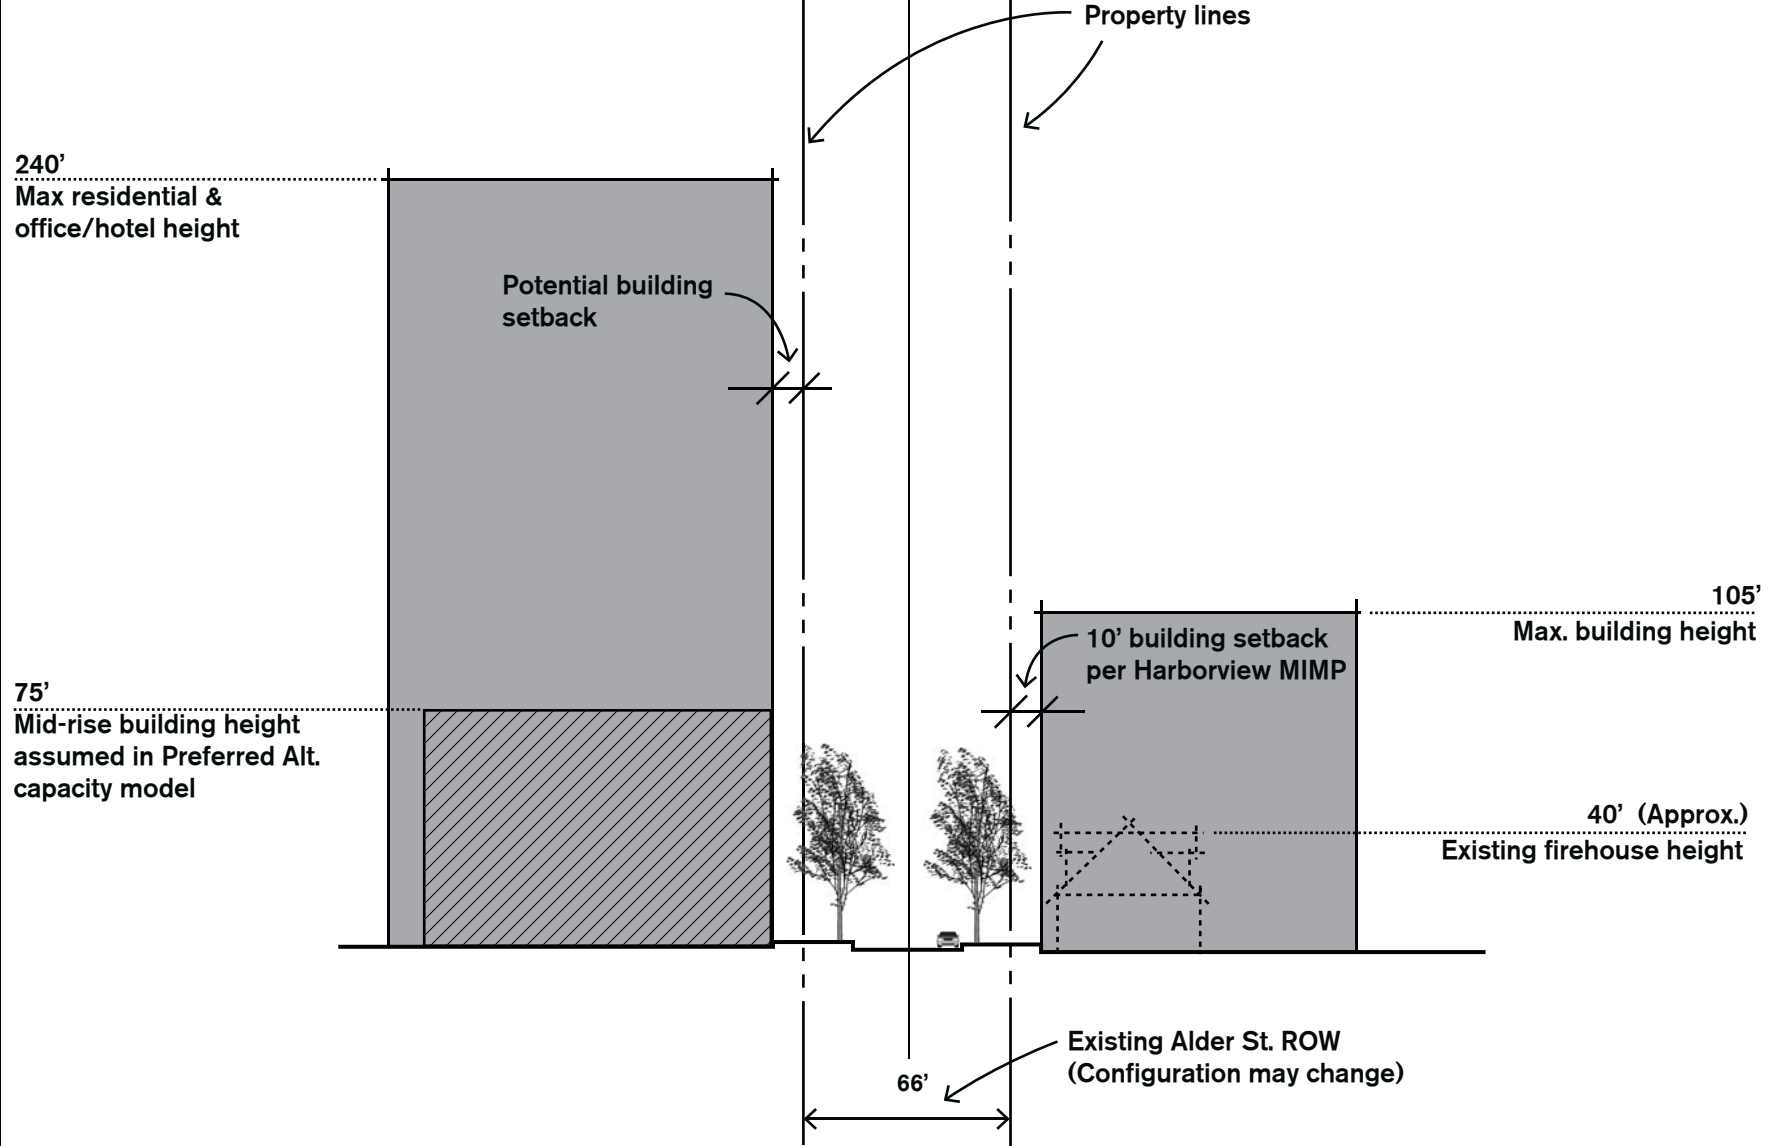 Property lines
240’
Max residential &
office/hotel height
Potential building
setback
105’
Max. building height
10’ building setback
per Harborview MIMP
75’
Mid-rise building height
assumed in Preferred Alt.
capacity model
40’ (Approx.)
Existing firehouse height
Existing Alder St. ROW
(Configuration may change)
66’